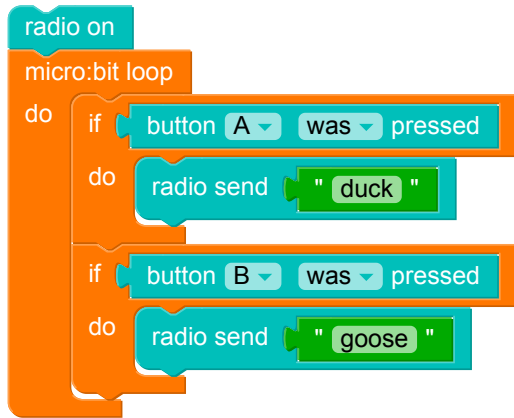 radio on
micro:bit loop
do if button A was pressed
do radio send " duck "
if button B was pressed
do radio send " goose "